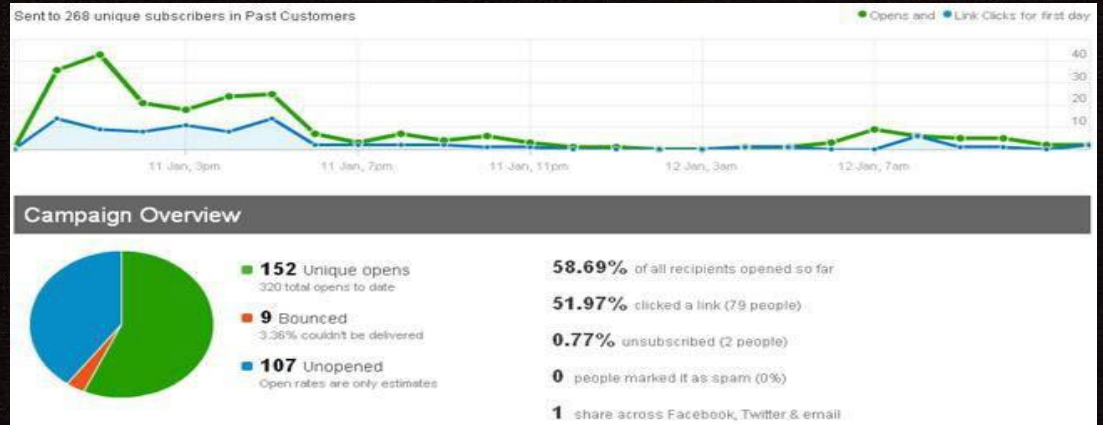 Sent to 268 unique subscribers in Past Customers
Opens and Link Clicks for first day
40
30
20
10
11 Jan, 3pm 11 Jan, 7pm 11 Jan, 11pm 12 Jan, 3am 12 Jan, 7am
Campaign Overview
152 Unique opens
320 total opens to date
9 Bounced
3.36% couldn't be delivered
107 Unopened
Open rates are only estimates
58.69% of all recipients opened so far
51.97% clicked a link (79 people)
0.77% unsubscribed (2 people)
0 people marked it as spam (0%)
1 share across Facebook, Twitter & email